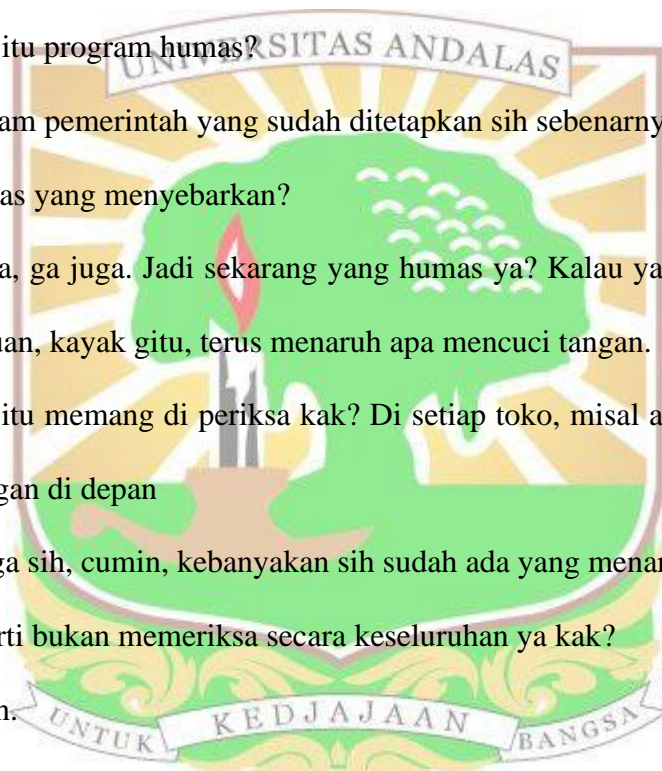 itu program humas?
UNIVERSITAS ANDALAS
am pemerintah yang sudah ditetapkan sih sebenarny
as yang menyebarkan?
a, ga juga. Jadi sekarang yang humas ya? Kalau ya
uan, kayak gitu, terus menaruh apa mencuci tangan.
itu memang di periksa kak? Di setiap toko, misal a
gan di depan
ga sih, cumin, kebanyakan sih sudah ada yang menar
rti bukan memeriksa secara keseluruhan ya kak?
n.
UNTUK KEDJAJAAN BANGSA